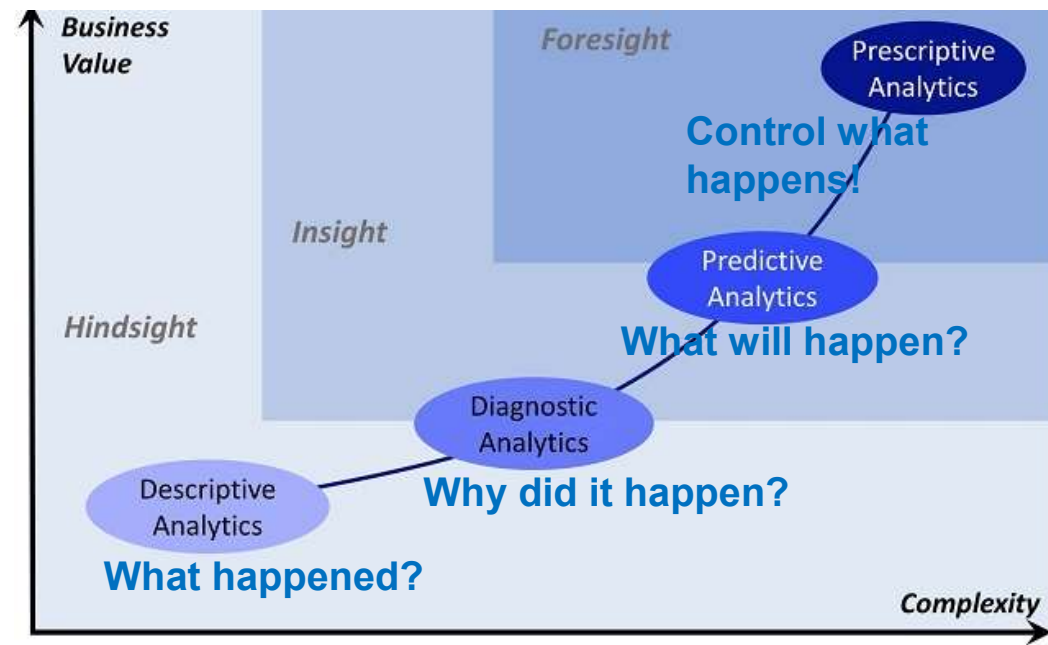 Business
Value
Foresight
Prescriptive
Analytics
Control what
happens!
Insight
Predictive
Analytics
Hindsight
What will happen?
Diagnostic
Analytics
Why did it happen?
Descriptive
Analytics
What happened?
Complexity